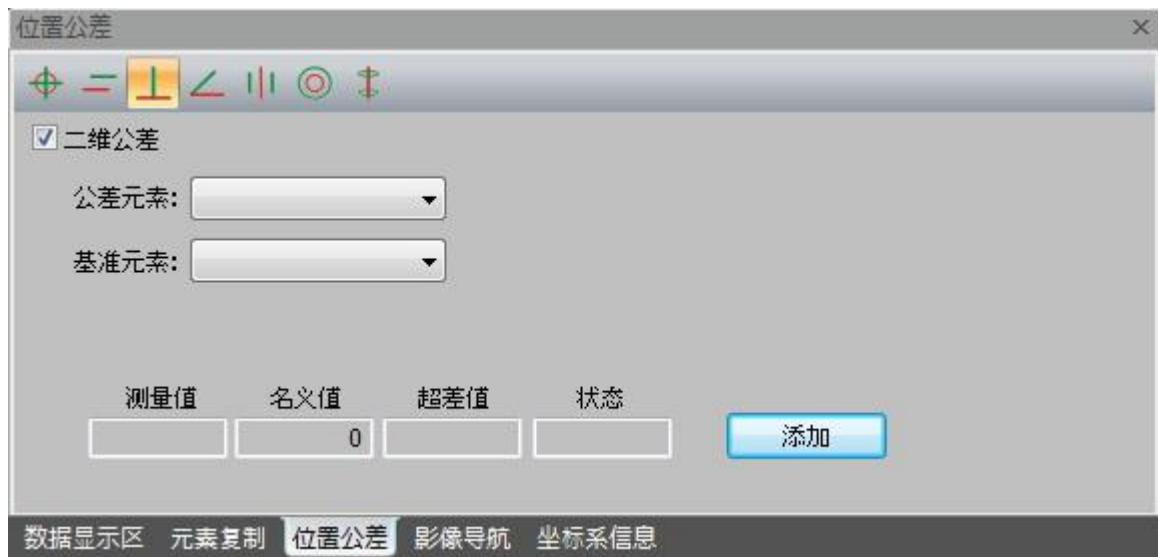 位置公差
二维公差
公差元素:
基准元素:
测量值 名义值 超差值 状态
0 添加
数据显示区 元素复制 位置公差 影像导航 坐标系信息